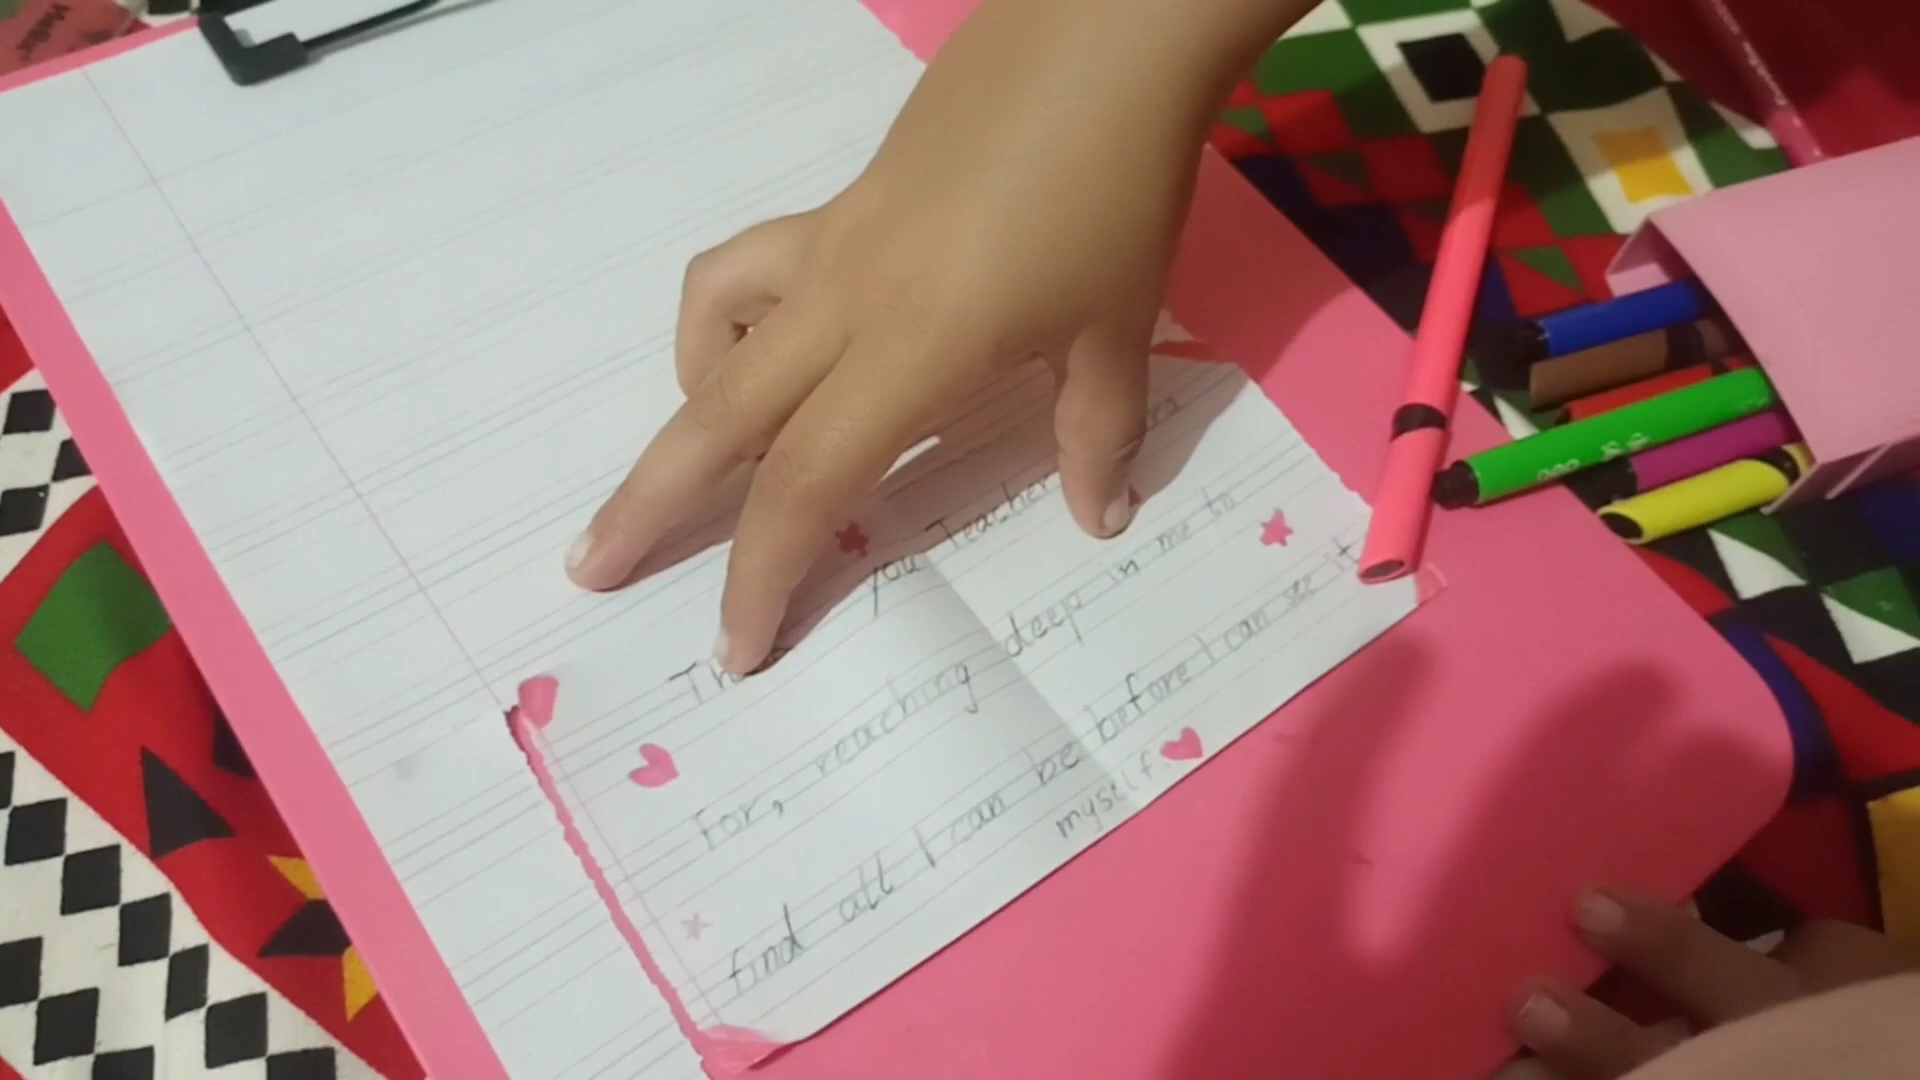 you Teacher
For, reaching deep in me to
find all I can be before I can see it
myself.